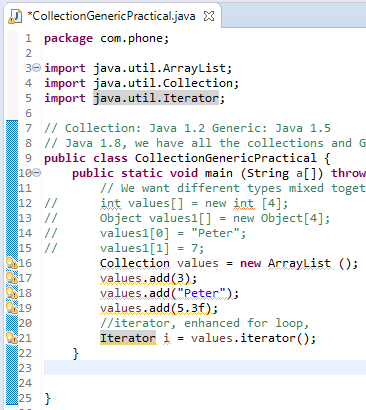 *CollectionGenericPractical.java
1 package com.phone;
2
3 import java.util.ArrayList;
4 import java.util.Collection;
5 import java.util.Iterator;
6
7 // Collection: Java 1.2 Generic: Java 1.5
8 // Java 1.8, we have all the collections and G
9 public class CollectionGenericPractical {
10 public static void main (String a[]) throw
11 // We want different types mixed toget
12 // int values[] = new int [4];
13 // Object values1[] = new Object[4];
14 // values1[0] = "Peter";
15 // values1[1] = 7;
16 Collection values = new ArrayList ();
17 values.add(3);
18 values.add("Peter");
19 values.add(5.3f);
20 //iterator, enhanced for loop,
21 Iterator i = values.iterator();
22 }
23
24
25 }